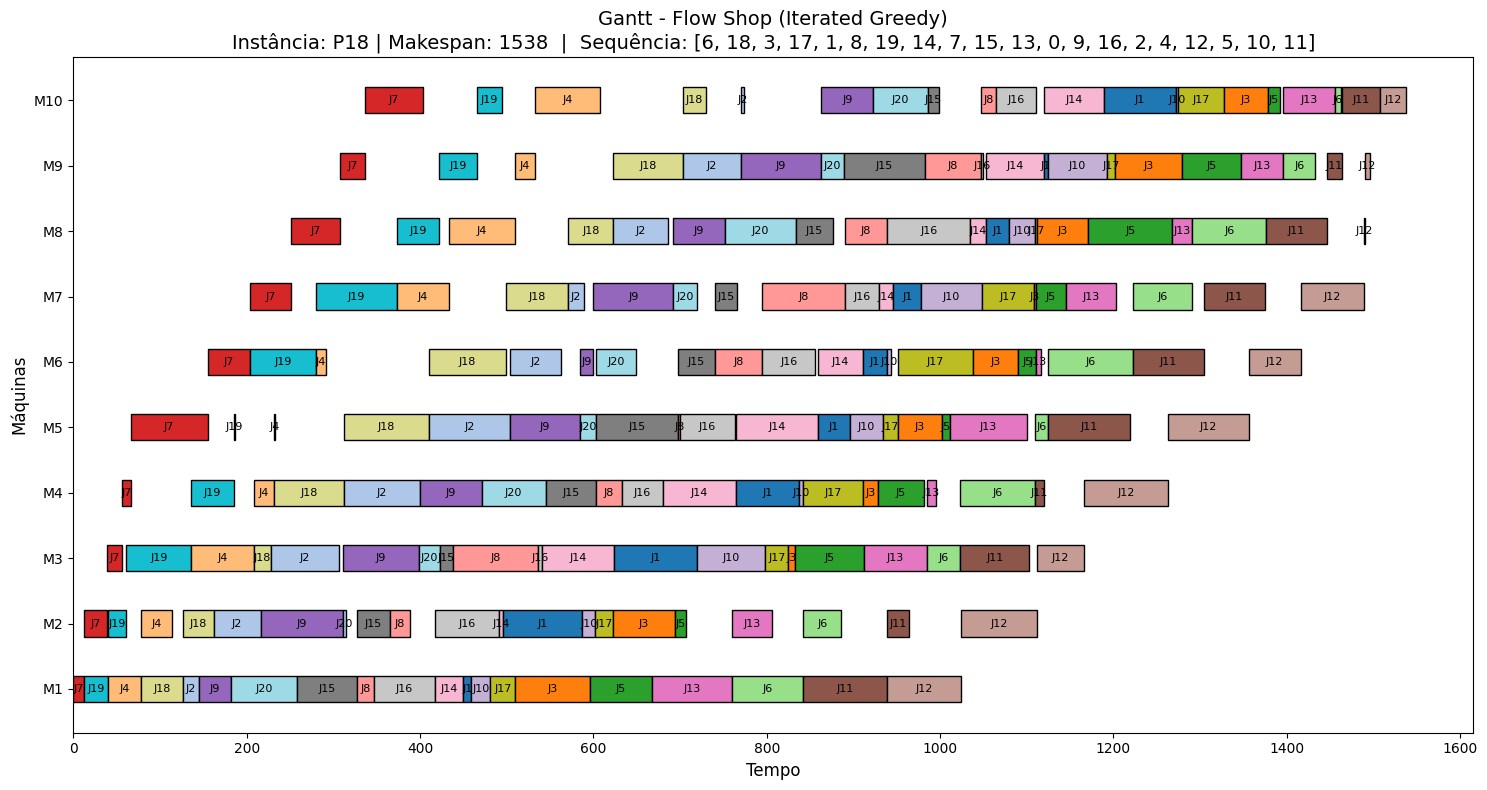 Gantt - Flow Shop (Iterated Greedy)
Instância: P18 | Makespan: 1538 | Sequência: [6, 18, 3, 17, 1, 8, 19, 14, 7, 15, 13, 0, 9, 16, 2, 4, 12, 5, 10, 11]
M10 J7 J19 J4 J18 J2 J9 J20 J15 J8 J16 J14 J1 J10 J17 J3 J5 J13 J6 J11 J12
M9 J7 J19 J4 J18 J2 J9 J20 J15 J8 J16 J14 J1 J10 J17 J3 J5 J13 J6 J11 J12
M8 J7 J19 J4 J18 J2 J9 J20 J15 J8 J16 J14 J1 J10 J17 J3 J5 J13 J6 J11 J12
M7 J7 J19 J4 J18 J2 J9 J20 J15 J8 J16 J14 J1 J10 J17 J3 J5 J13 J6 J11 J12
M6 J7 J19 J4 J18 J2 J9 J20 J15 J8 J16 J14 J1 J10 J17 J3 J5 J13 J6 J11 J12
M5 J7 J19 J4 J18 J2 J9 J20 J15 J8 J16 J14 J1 J10 J17 J3 J5 J13 J6 J11 J12
M4 J7 J19 J4 J18 J2 J9 J20 J15 J8 J16 J14 J1 J10 J17 J3 J5 J13 J6 J11 J12
M3 J7 J19 J4 J18 J2 J9 J20 J15 J8 J16 J14 J1 J10 J17 J3 J5 J13 J6 J11 J12
M2 J7 J19 J4 J18 J2 J9 J20 J15 J8 J16 J14 J1 J10 J17 J3 J5 J13 J6 J11 J12
M1 J7 J19 J4 J18 J2 J9 J20 J15 J8 J16 J14 J1 J10 J17 J3 J5 J13 J6 J11 J12
Máquinas
0 200 400 600 800 1000 1200 1400 1600
Tempo